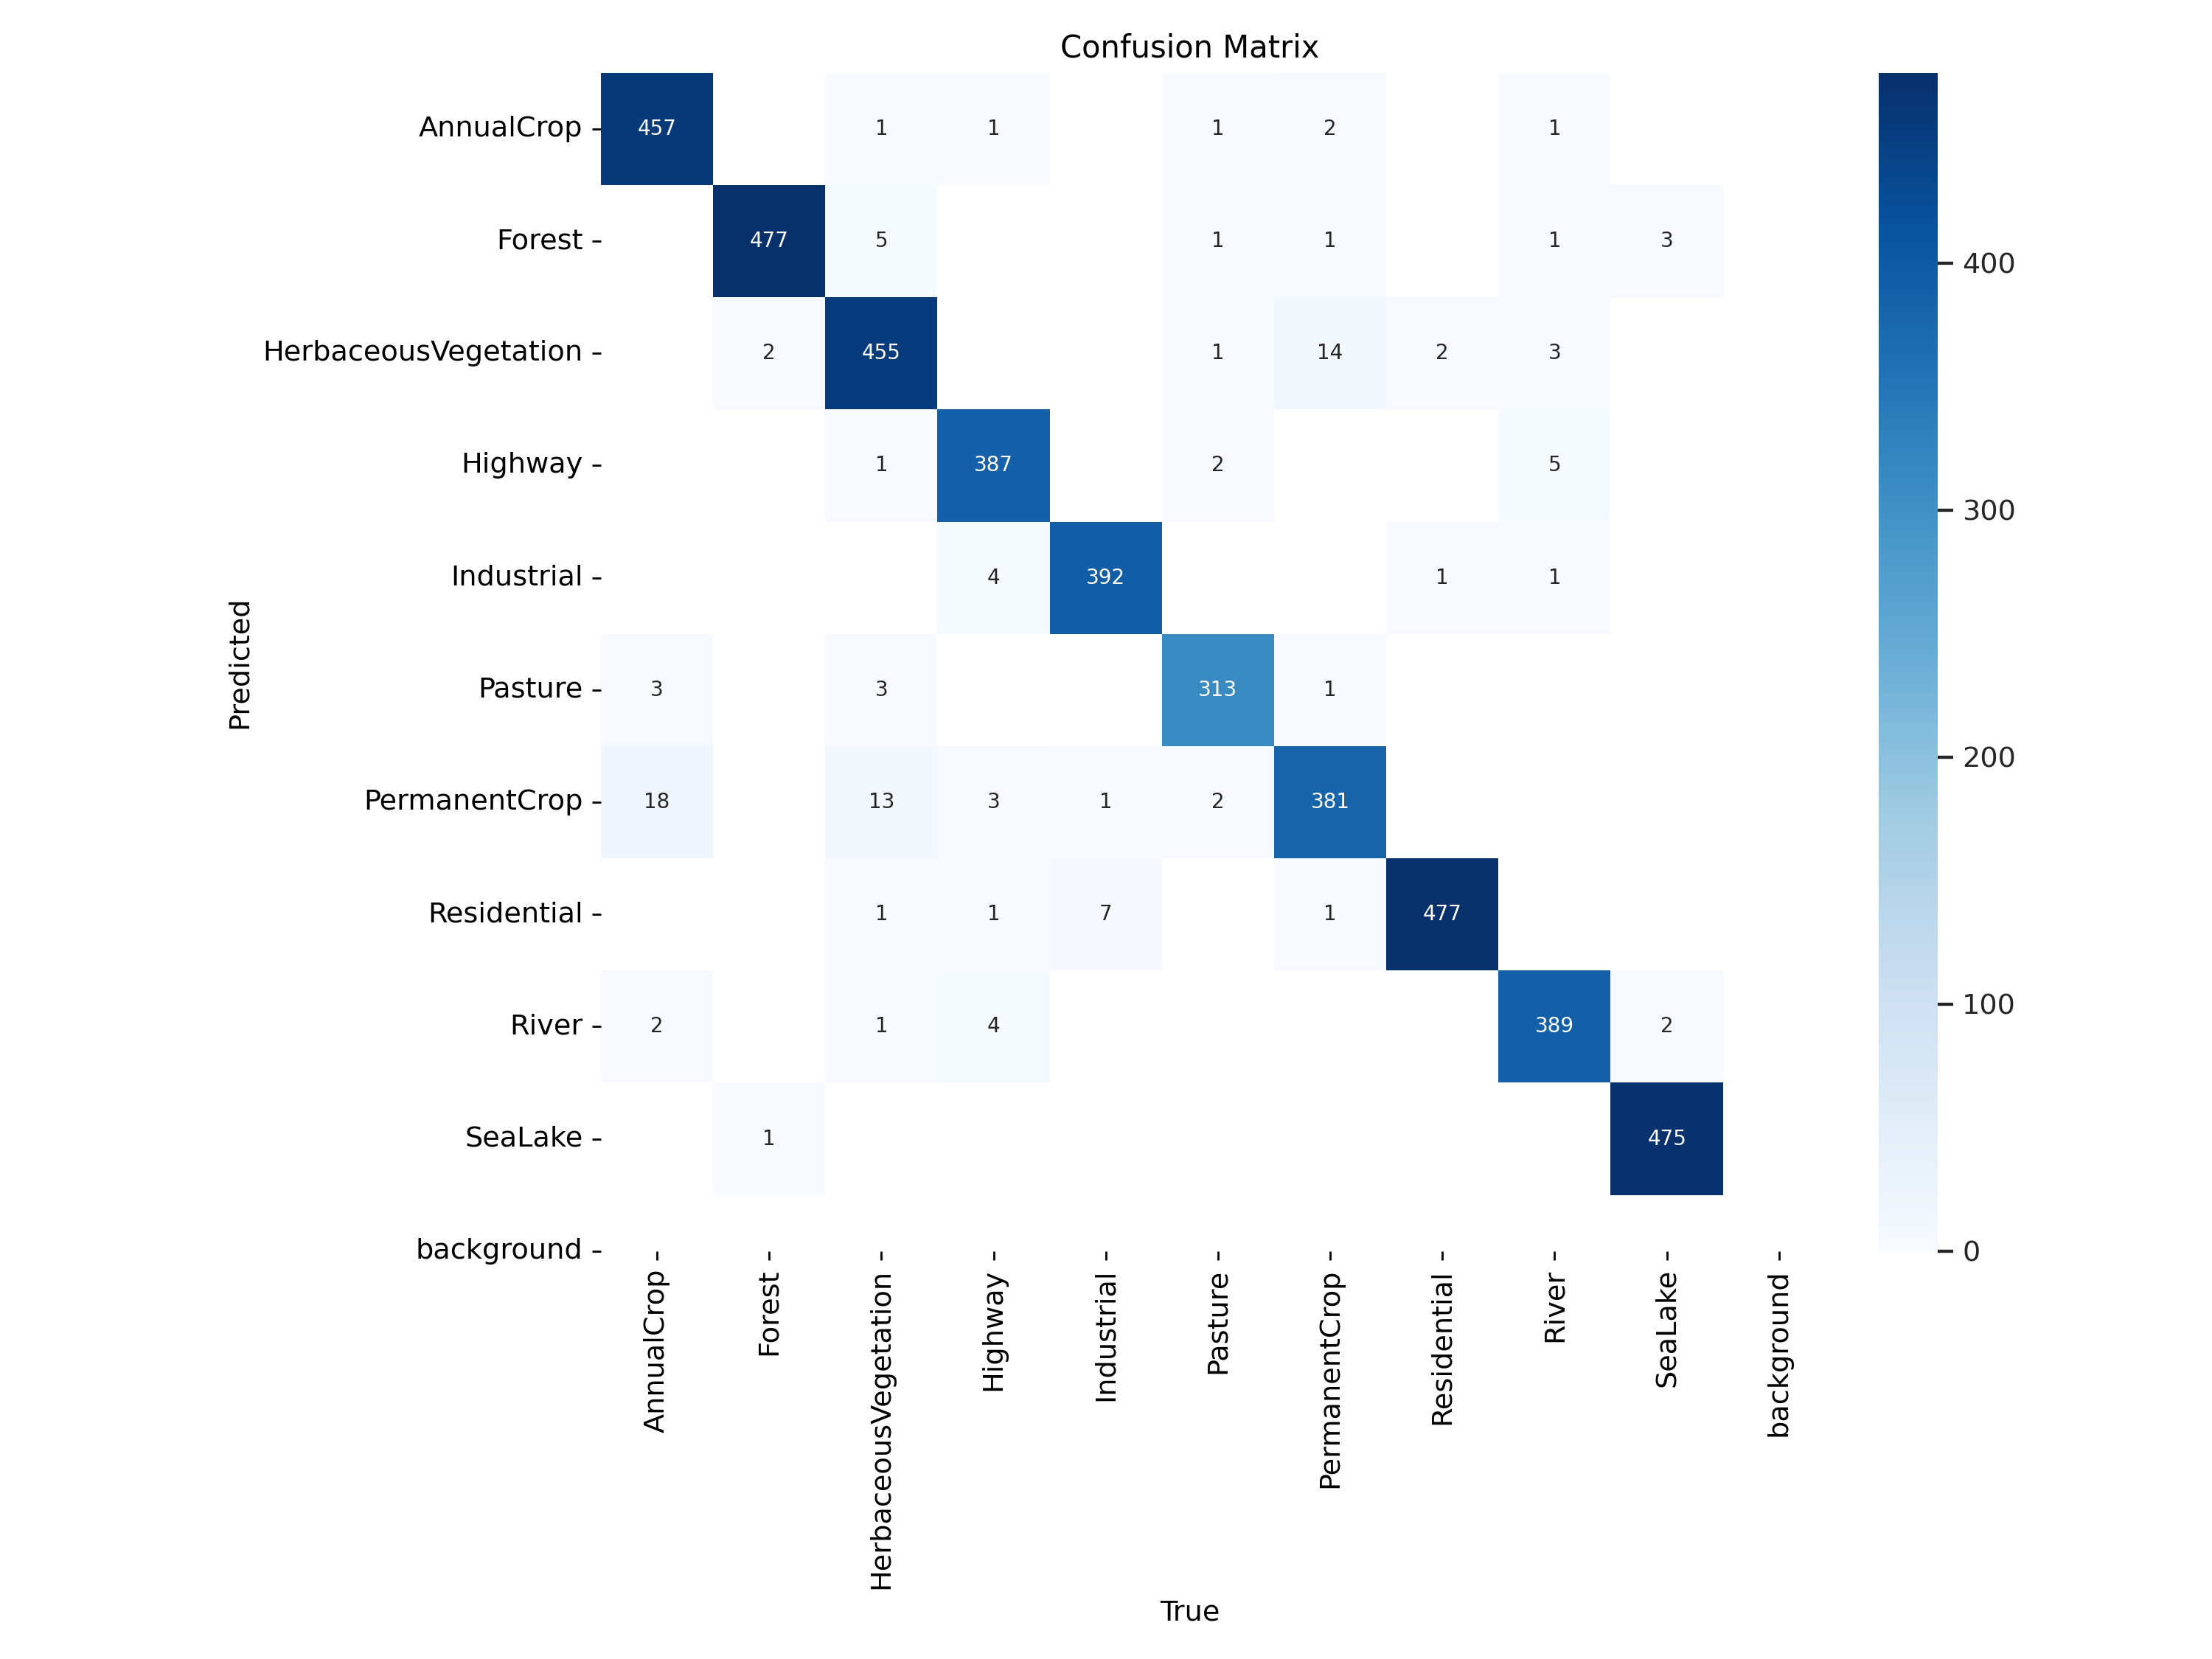 Confusion Matrix
AnnualCrop 457 1 1 1 2 1
Forest 477 5 1 1 1 3 400
HerbaceousVegetation 2 455 1 14 2 3
Highway 1 387 2 5
300
Industrial 4 392 1 1
Predicted
Pasture 3 3 313 1
200
PermanentCrop 18 13 3 1 2 381
Residential 1 1 7 1 477
100
River 2 1 4 389 2
SeaLake 1 475
background 0
AnnualCrop
Forest
HerbaceousVegetation
Highway
Industrial
Pasture
PermanentCrop
Residential
River
SeaLake
background
True